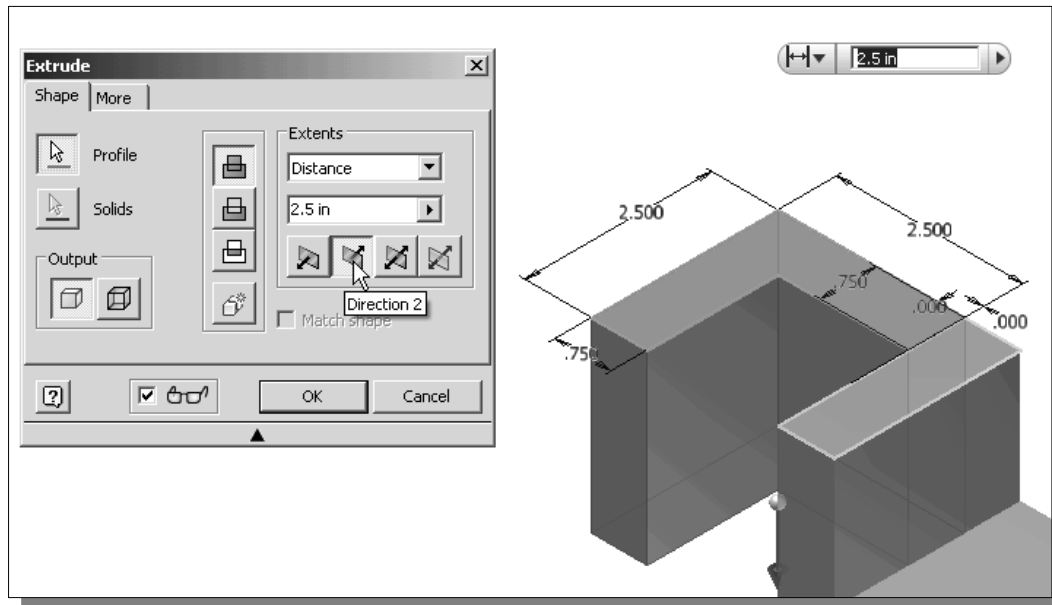 Extrude
Shape
More
Profile
Solids
Output
Extents
Distance
2.5 in
Direction 2
Match shape
OK
Cancel
2.5 in
2.500
2.500
.750
.000
.000
.75